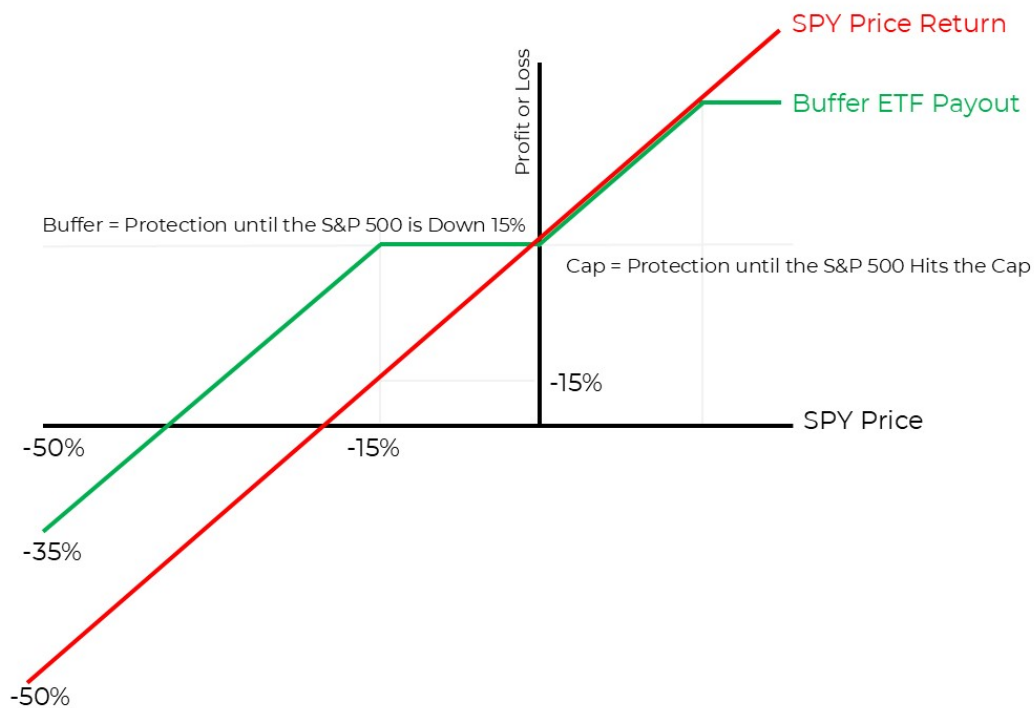 SPY Price Return
Profit or Loss
Buffer ETF Payout
Buffer = Protection until the S&P 500 is Down 15%
Cap = Protection until the S&P 500 Hits the Cap
-15%
SPY Price
-50%
-15%
-35%
-50%